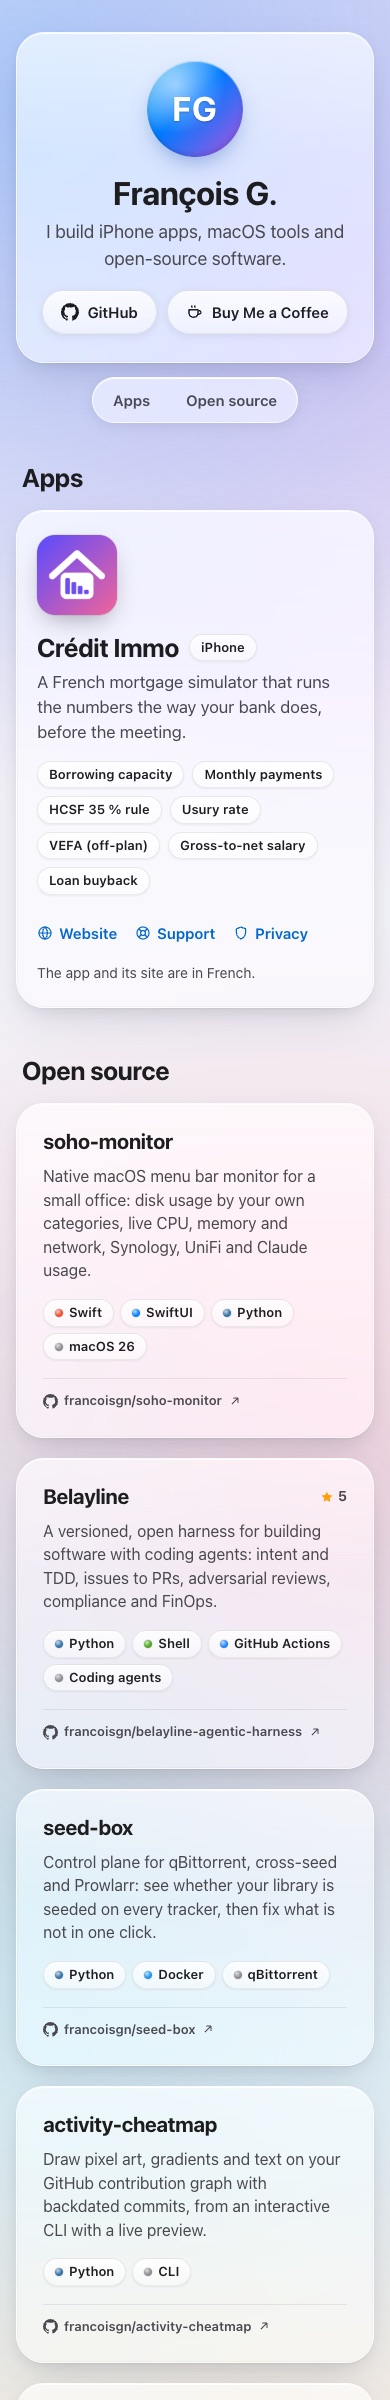 FG
François G.
I build iPhone apps, macOS tools and
open-source software.
GitHub
Buy Me a Coffee
Apps
Open source
Apps
Crédit Immo
iPhone
A French mortgage simulator that runs
the numbers the way your bank does,
before the meeting.
Borrowing capacity
Monthly payments
HCSF 35 % rule
Usury rate
VEFA (off-plan)
Gross-to-net salary
Loan buyback
Website
Support
Privacy
The app and its site are in French.
Open source
soho-monitor
Native macOS menu bar monitor for a
small office: disk usage by your own
categories, live CPU, memory and
network, Synology, UniFi and Claude
usage.
Swift
SwiftUI
Python
macOS 26
francoisgn/soho-monitor ↗
Belayline
★ 5
A versioned, open harness for building
software with coding agents: intent and
TDD, issues to PRs, adversarial reviews,
compliance and FinOps.
Python
Shell
GitHub Actions
Coding agents
francoisgn/belayline-agentic-harness ↗
seed-box
Control plane for qBittorrent, cross-seed
and Prowlarr: see whether your library is
seeded on every tracker, then fix what is
not in one click.
Python
Docker
qBittorrent
francoisgn/seed-box ↗
activity-cheatmap
Draw pixel art, gradients and text on your
GitHub contribution graph with
backdated commits, from an interactive
CLI with a live preview.
Python
CLI
francoisgn/activity-cheatmap ↗